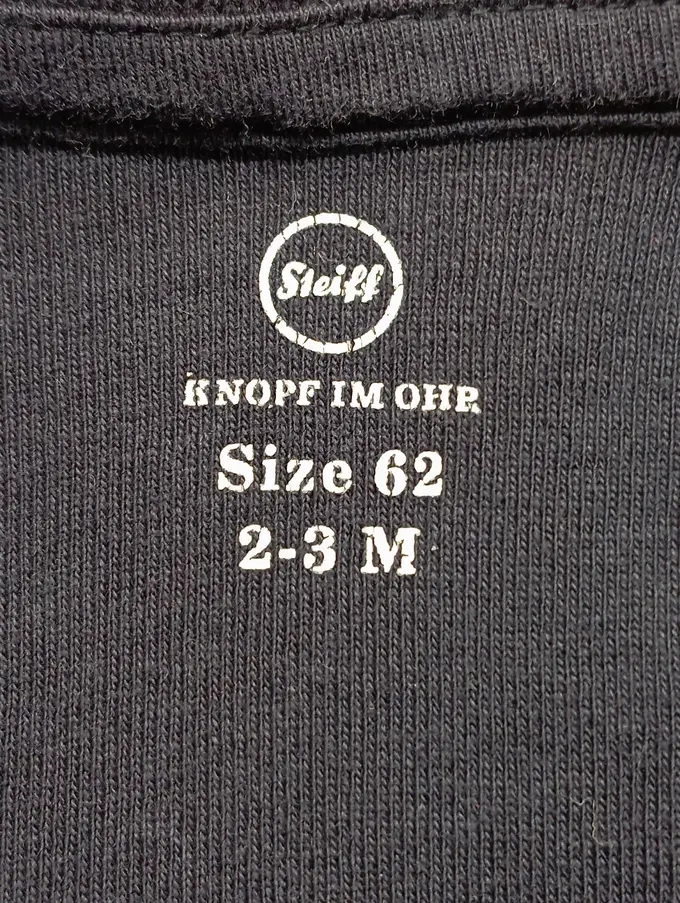 Steiff
KNOPF IM OHR
Size 62
2-3 M